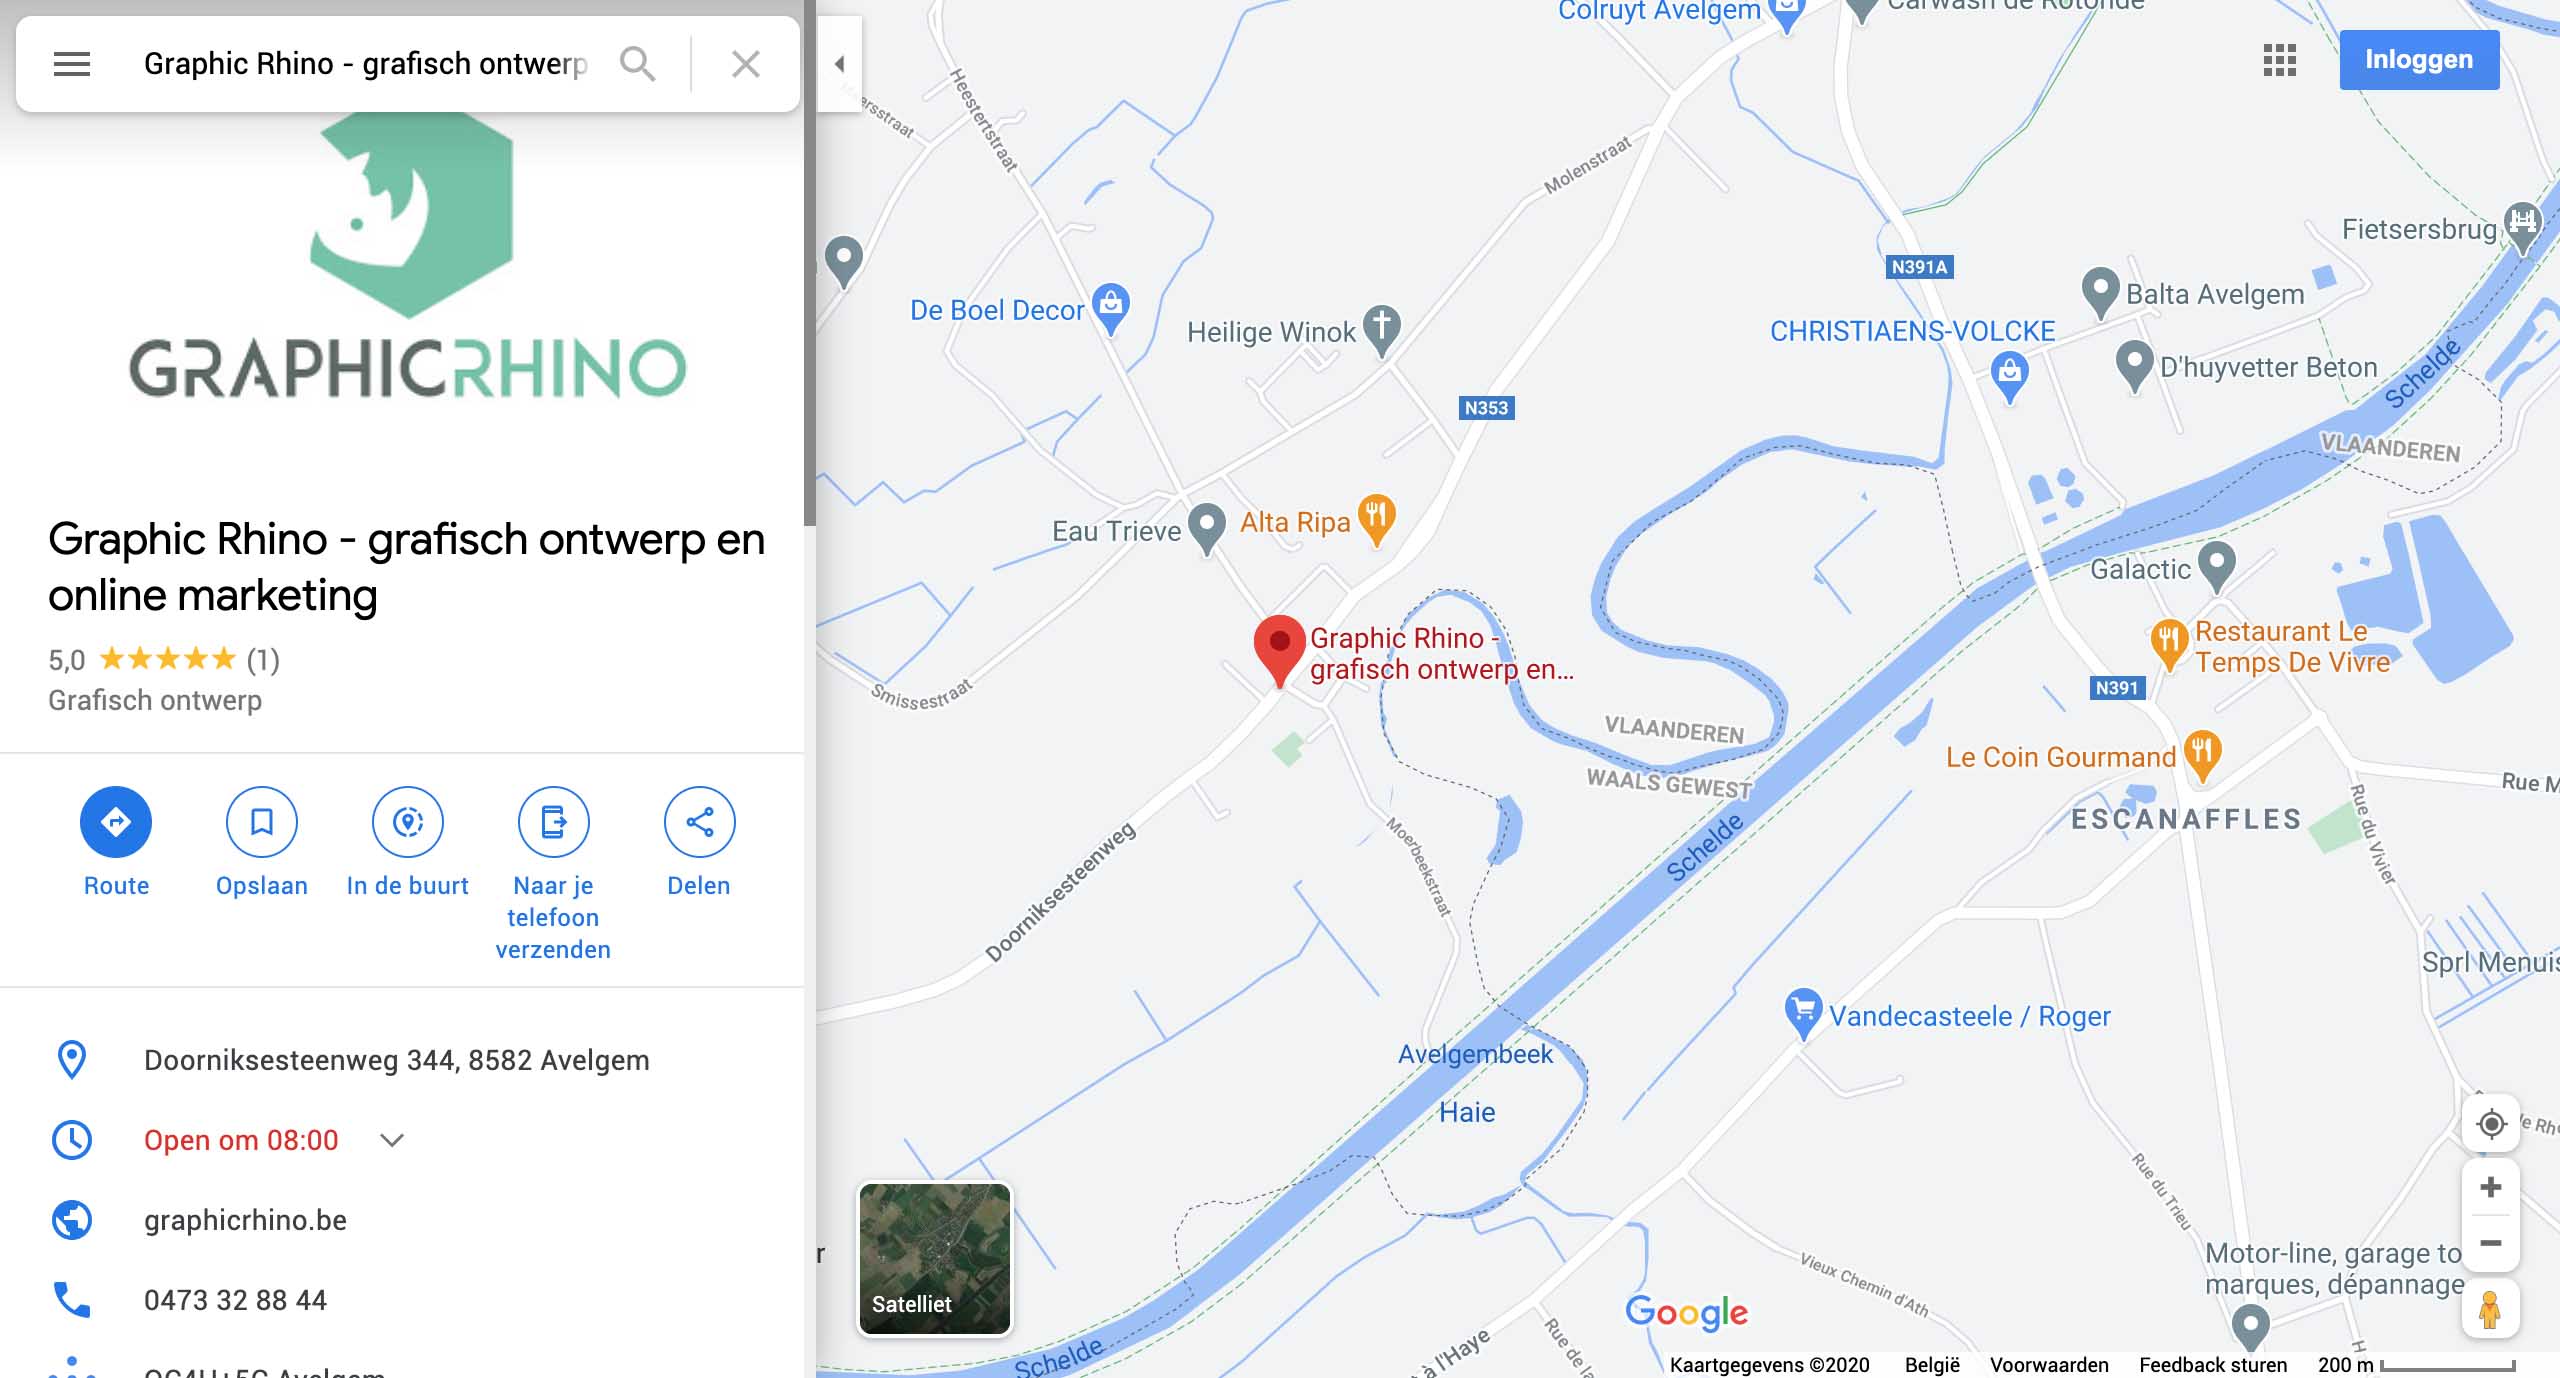 Graphic Rhino - grafisch ontwerp
GRAPHICRHINO
Graphic Rhino - grafisch ontwerp en
online marketing
5,0 (1)
Grafisch ontwerp
Route
Opslaan
In de buurt
Naar je
telefoon
verzenden
Delen
Doorniksesteenweg 344, 8582 Avelgem
Open om 08:00
graphicrhino.be
0473 32 88 44
Inloggen
Colruyt Avelgem
Carwash de Rotonde
Heestertstraat
Molenstraat
Fietsersbrug
N391A
Balta Avelgem
De Boel Decor
Heilige Winok
CHRISTIAENS-VOLCKE
D'huyvetter Beton
Schelde
N353
VLAANDEREN
Eau Trieve
Alta Ripa
Galactic
Graphic Rhino -
grafisch ontwerp en...
Restaurant Le
Temps De Vivre
Smissestraat
N391
VLAANDEREN
WAALS GEWEST
Le Coin Gourmand
Rue M
ESCANAFFLES
Rue du Vivier
Schelde
Moerbeekstraat
Doorniksesteenweg
Sprl Menuis
Vandecasteele / Roger
Avelgembeek
Haie
Rue du Trieu
Motor-line, garage to
marques, dépannage
Vieux Chemin d'Ath
Satelliet
Google
Schelde
à l'Haye
Rue de la
Kaartgegevens ©2020 België Voorwaarden Feedback sturen 200 m